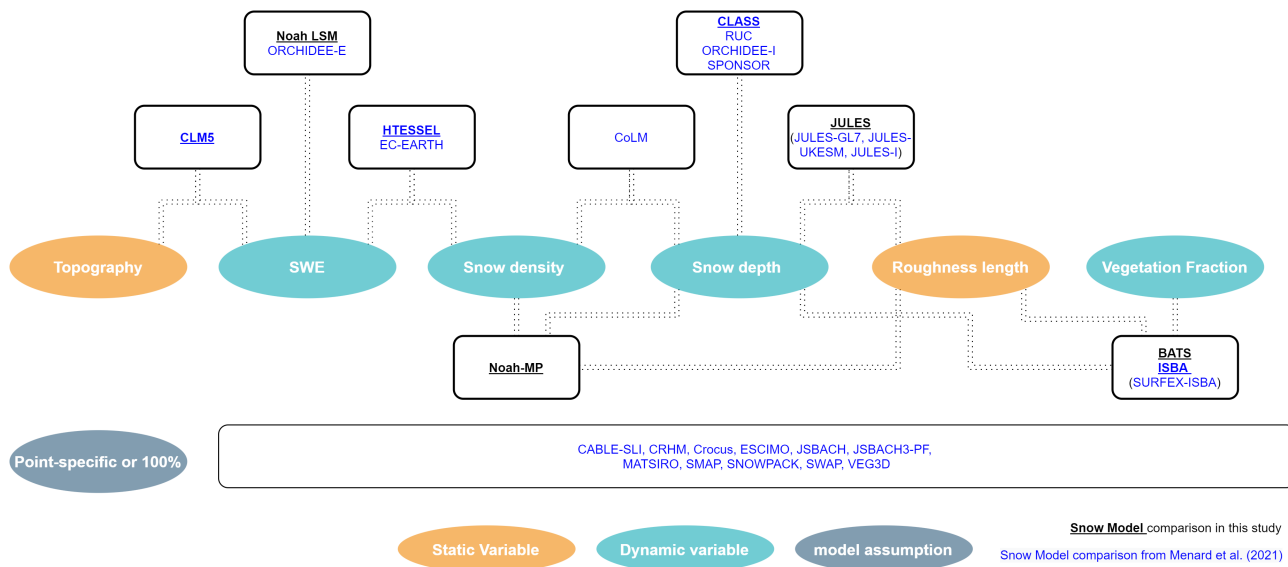 Noah LSM
ORCHIDEE-E
CLASS
RUC
ORCHIDEE-I
SPONSOR
CLM5
HTESSEL
EC-EARTH
CoLM
JULES
(JULES-GL7, JULES-
UKESM, JULES-I)
Topography
SWE
Snow density
Snow depth
Roughness length
Vegetation Fraction
Noah-MP
BATS
ISBA
(SURFEX-ISBA)
Point-specific or 100%
CABLE-SLI, CRHM, Crocus, ESCIMO, JSBACH, JSBACH3-PF,
MATSIRO, SMAP, SNOWPACK, SWAP, VEG3D
Static Variable
Dynamic variable
model assumption
Snow Model comparison in this study
Snow Model comparison from Menard et al. (2021)